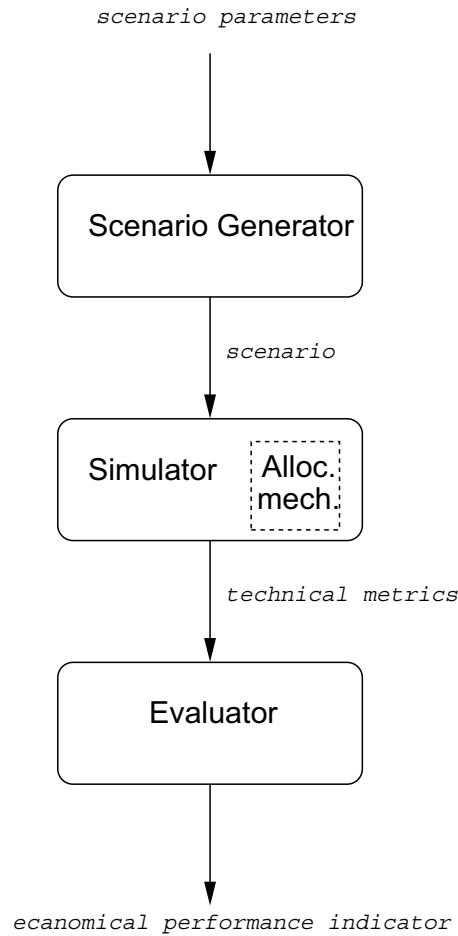 scenario parameters
Scenario Generator
scenario
Simulator
Alloc.
mech.
technical metrics
Evaluator
ecanomical performance indicator